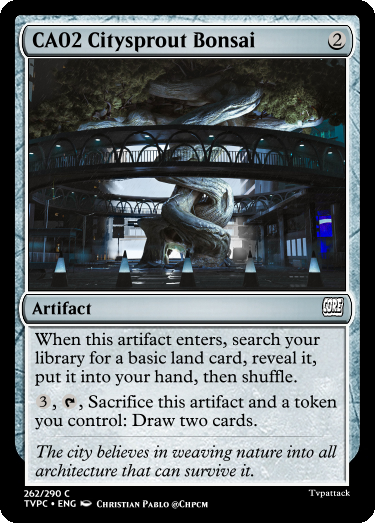 CA02 Citysprout Bonsai 2
Artifact CORE
When this artifact enters, search your
library for a basic land card, reveal it,
put it into your hand, then shuffle.
3, , Sacrifice this artifact and a token
you control: Draw two cards.
The city believes in weaving nature into all
architecture that can survive it.
262/290 C Tvpattack
TVPC • ENG Christian Pablo @Chpcm